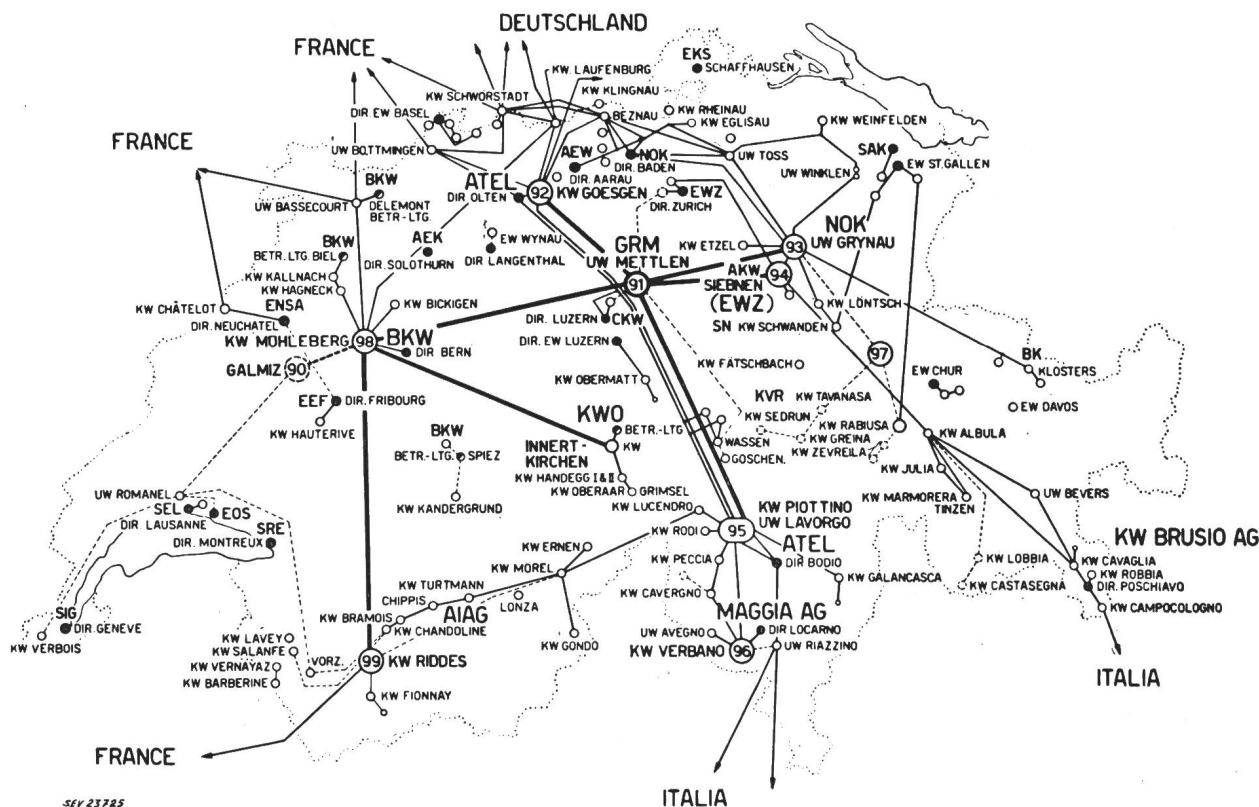 DEUTSCHLAND
FRANCE
EKS
SCHAFFHAUSEN
KW. LAUFENBURG
KW KLINGNAU
KW SCHWÖRSTADT
BEZNAU
KW RHEINAU
KW EGLISAU
KW WEINFELDEN
DIR. EW BASEL
UW BOTTMINGEN
FRANCE
AEW
DIR. AARAU
NOK
DIR. BADEN
UW TÖSS
SAK
EW ST. GALLEN
UW WINKLEN
BKW
DELEMONT
BETR.-LTG.
UW BASSECOURT
ATEL
DIR OLTEN
92
KW GOESGEN
EWZ
DIR. ZURICH
NOK
UW GRYNAU
93
KW ETZEL
BKW
BETR. LTG. BIEL
AEK
DIR. SOLOTHURN
EW WYNAU
DIR. LANGENTHAL
GRM
UW METTLEN
91
AKW
SIEBNEN
(EWZ)
94
KW KALLNACH
KW HAGNECK
ENSA
KW BICKIGEN
KW CHÂTELOT
DIR. NEUCHATEL
DIR. LUZERN
CKW
SN
KW LÖNTSCH
KW SCHWANDEN
KW MÜHLEBERG
98
BKW
DIR BERN
DIR. EW LUZERN
97
GALMIZ
90
KW FÄTSCHBACH
BK
KLOSTERS
EW CHUR
KW OBERMATT
EEF
DIR. FRIBOURG
KW HAUTERIVE
KVR
KW TAVANASA
EW DAVOS
KWO
BETR.-LTG
KW SEDRUN
KW RABIUSA
BKW
BETR.-LTG.
SPIEZ
INNERT-
KIRCHEN
KW
WASSEN
GÖSCHEN.
KW GREINA
KW ZEVREILA
KW ALBULA
KW HANDEGG I & II
KW OBERAAR
GRIMSEL
KW JULIA
KW MARMORERA
TINZEN
UW BEVERS
UW ROMANEL
SEL
EOS
DIR. LAUSANNE
KW KANDERGRUND
KW LUCENDRO
KW PIOTTINO
UW LAVORGO
95
ATEL
KW RODI
DIR BODIO
SRE
DIR. MONTREUX
KW BRUSIO AG
KW ERNEN
KW MOREL
KW PECCIA
KW LOBBIA
KW CAVAGLIA
KW ROBBIA
DIR. POSCHIAVO
KW CASTASEGNA
KW CAMPOCOLOGNO
KW TURTMANN
CHIPPIS
AIAG
LONZA
KW CAVERGNO
KW CALANCASCA
MAGGIA AG
SIG
DIR. GENEVE
KW VERBOIS
KW BRAMOIS
KW CHANDOLINE
KW GONDO
UW AVEGNO
DIR LOCARNO
KW VERBANO
96
UW RIAZZINO
KW LAVEY
KW SALANFE
KW VERNAYAZ
KW BARBERINE
VORZ.
99
KW RIDDES
KW FIONNAY
ITALIA
FRANCE
ITALIA
SEV 23725